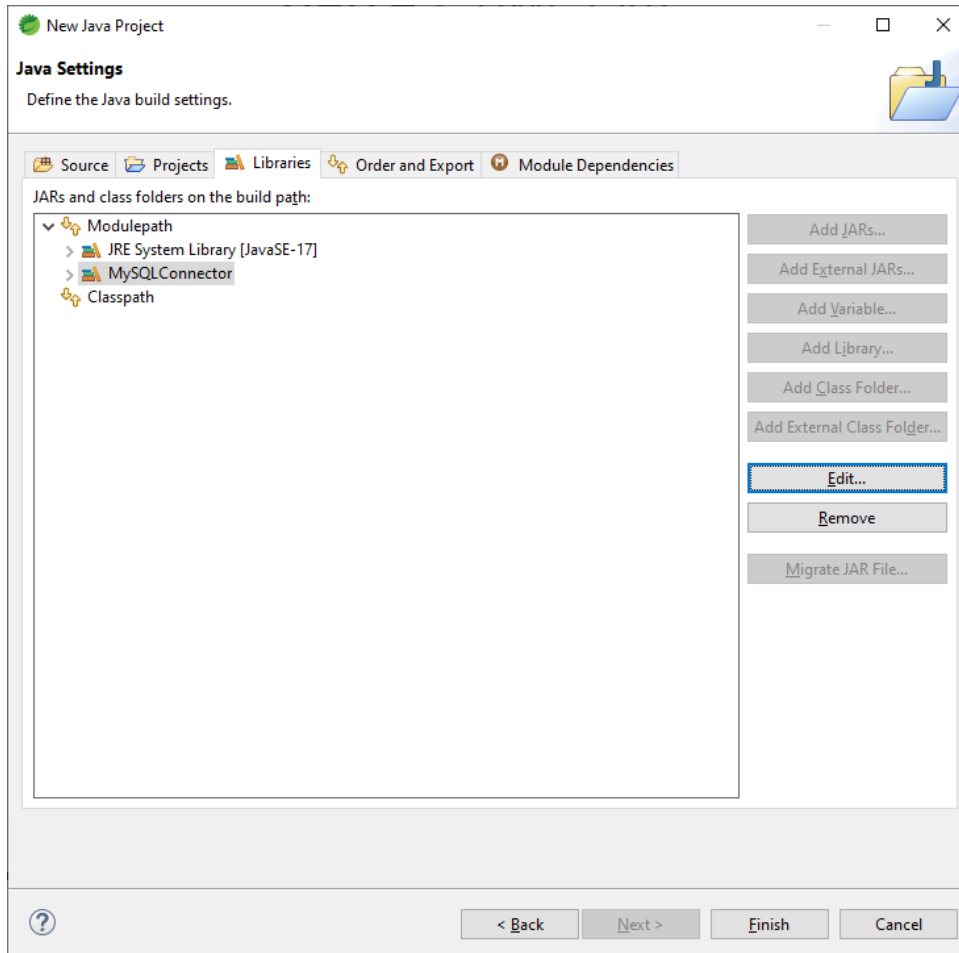 New Java Project
Java Settings
Define the Java build settings.
Source Projects Libraries Order and Export Module Dependencies
JARs and class folders on the build path:
Modulepath
JRE System Library [JavaSE-17]
MySQLConnector
Classpath
Add JARs...
Add External JARs...
Add Variable...
Add Library...
Add Class Folder...
Add External Class Folder...
Edit...
Remove
Migrate JAR File...
?
< Back Next > Finish Cancel